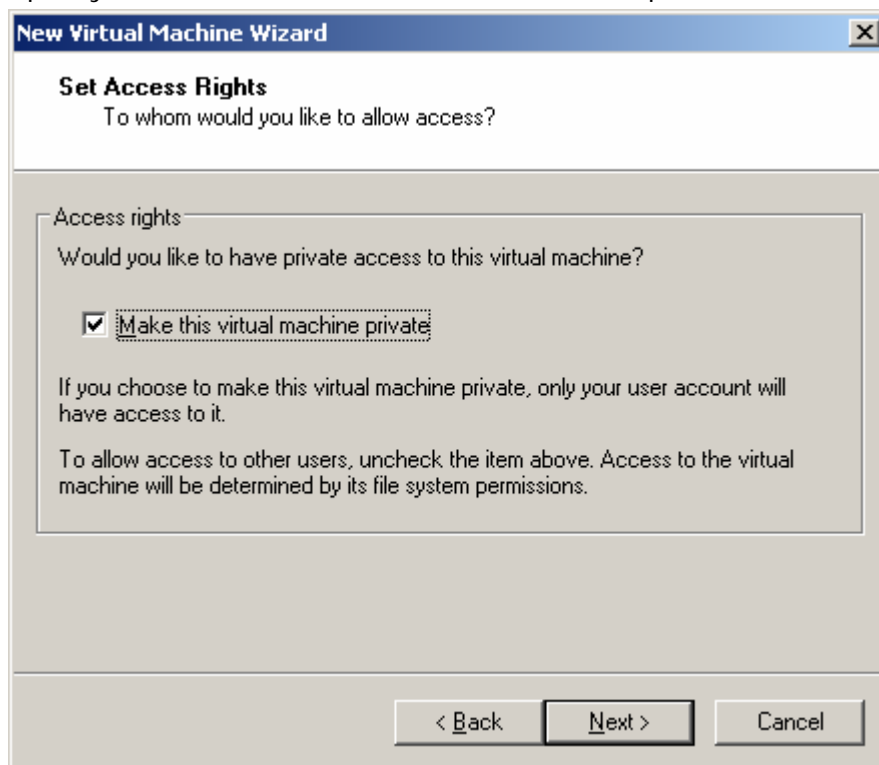 New Virtual Machine Wizard
Set Access Rights
To whom would you like to allow access?
Access rights
Would you like to have private access to this virtual machine?
Make this virtual machine private
If you choose to make this virtual machine private, only your user account will
have access to it.
To allow access to other users, uncheck the item above. Access to the virtual
machine will be determined by its file system permissions.
< Back
Next >
Cancel